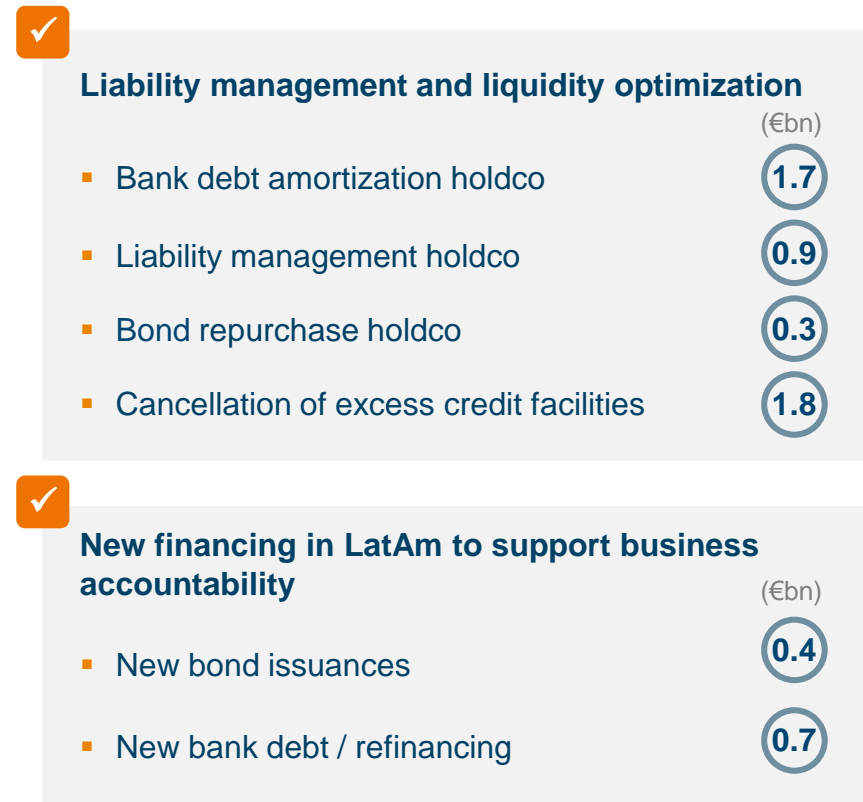 Liability management and liquidity optimization
(€bn)
▪ Bank debt amortization holdco 1.7
▪ Liability management holdco 0.9
▪ Bond repurchase holdco 0.3
▪ Cancellation of excess credit facilities 1.8
New financing in LatAm to support business
accountability
(€bn)
▪ New bond issuances 0.4
▪ New bank debt / refinancing 0.7